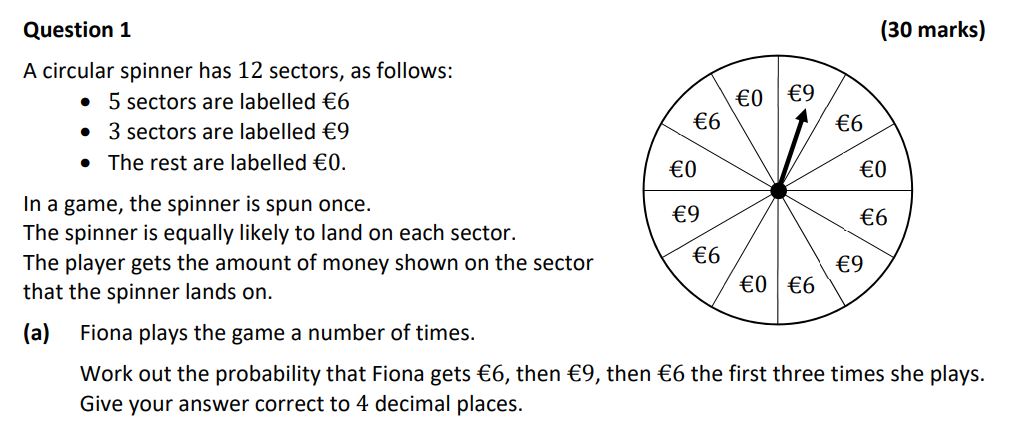 Question 1 (30 marks)
A circular spinner has 12 sectors, as follows:
• 5 sectors are labelled €6
• 3 sectors are labelled €9
• The rest are labelled €0.
In a game, the spinner is spun once.
The spinner is equally likely to land on each sector.
The player gets the amount of money shown on the sector
that the spinner lands on.
€0 €9
€6 €6
€0 €0
€9 €6
€6 €9
€0 €6
(a) Fiona plays the game a number of times.
Work out the probability that Fiona gets €6, then €9, then €6 the first three times she plays.
Give your answer correct to 4 decimal places.